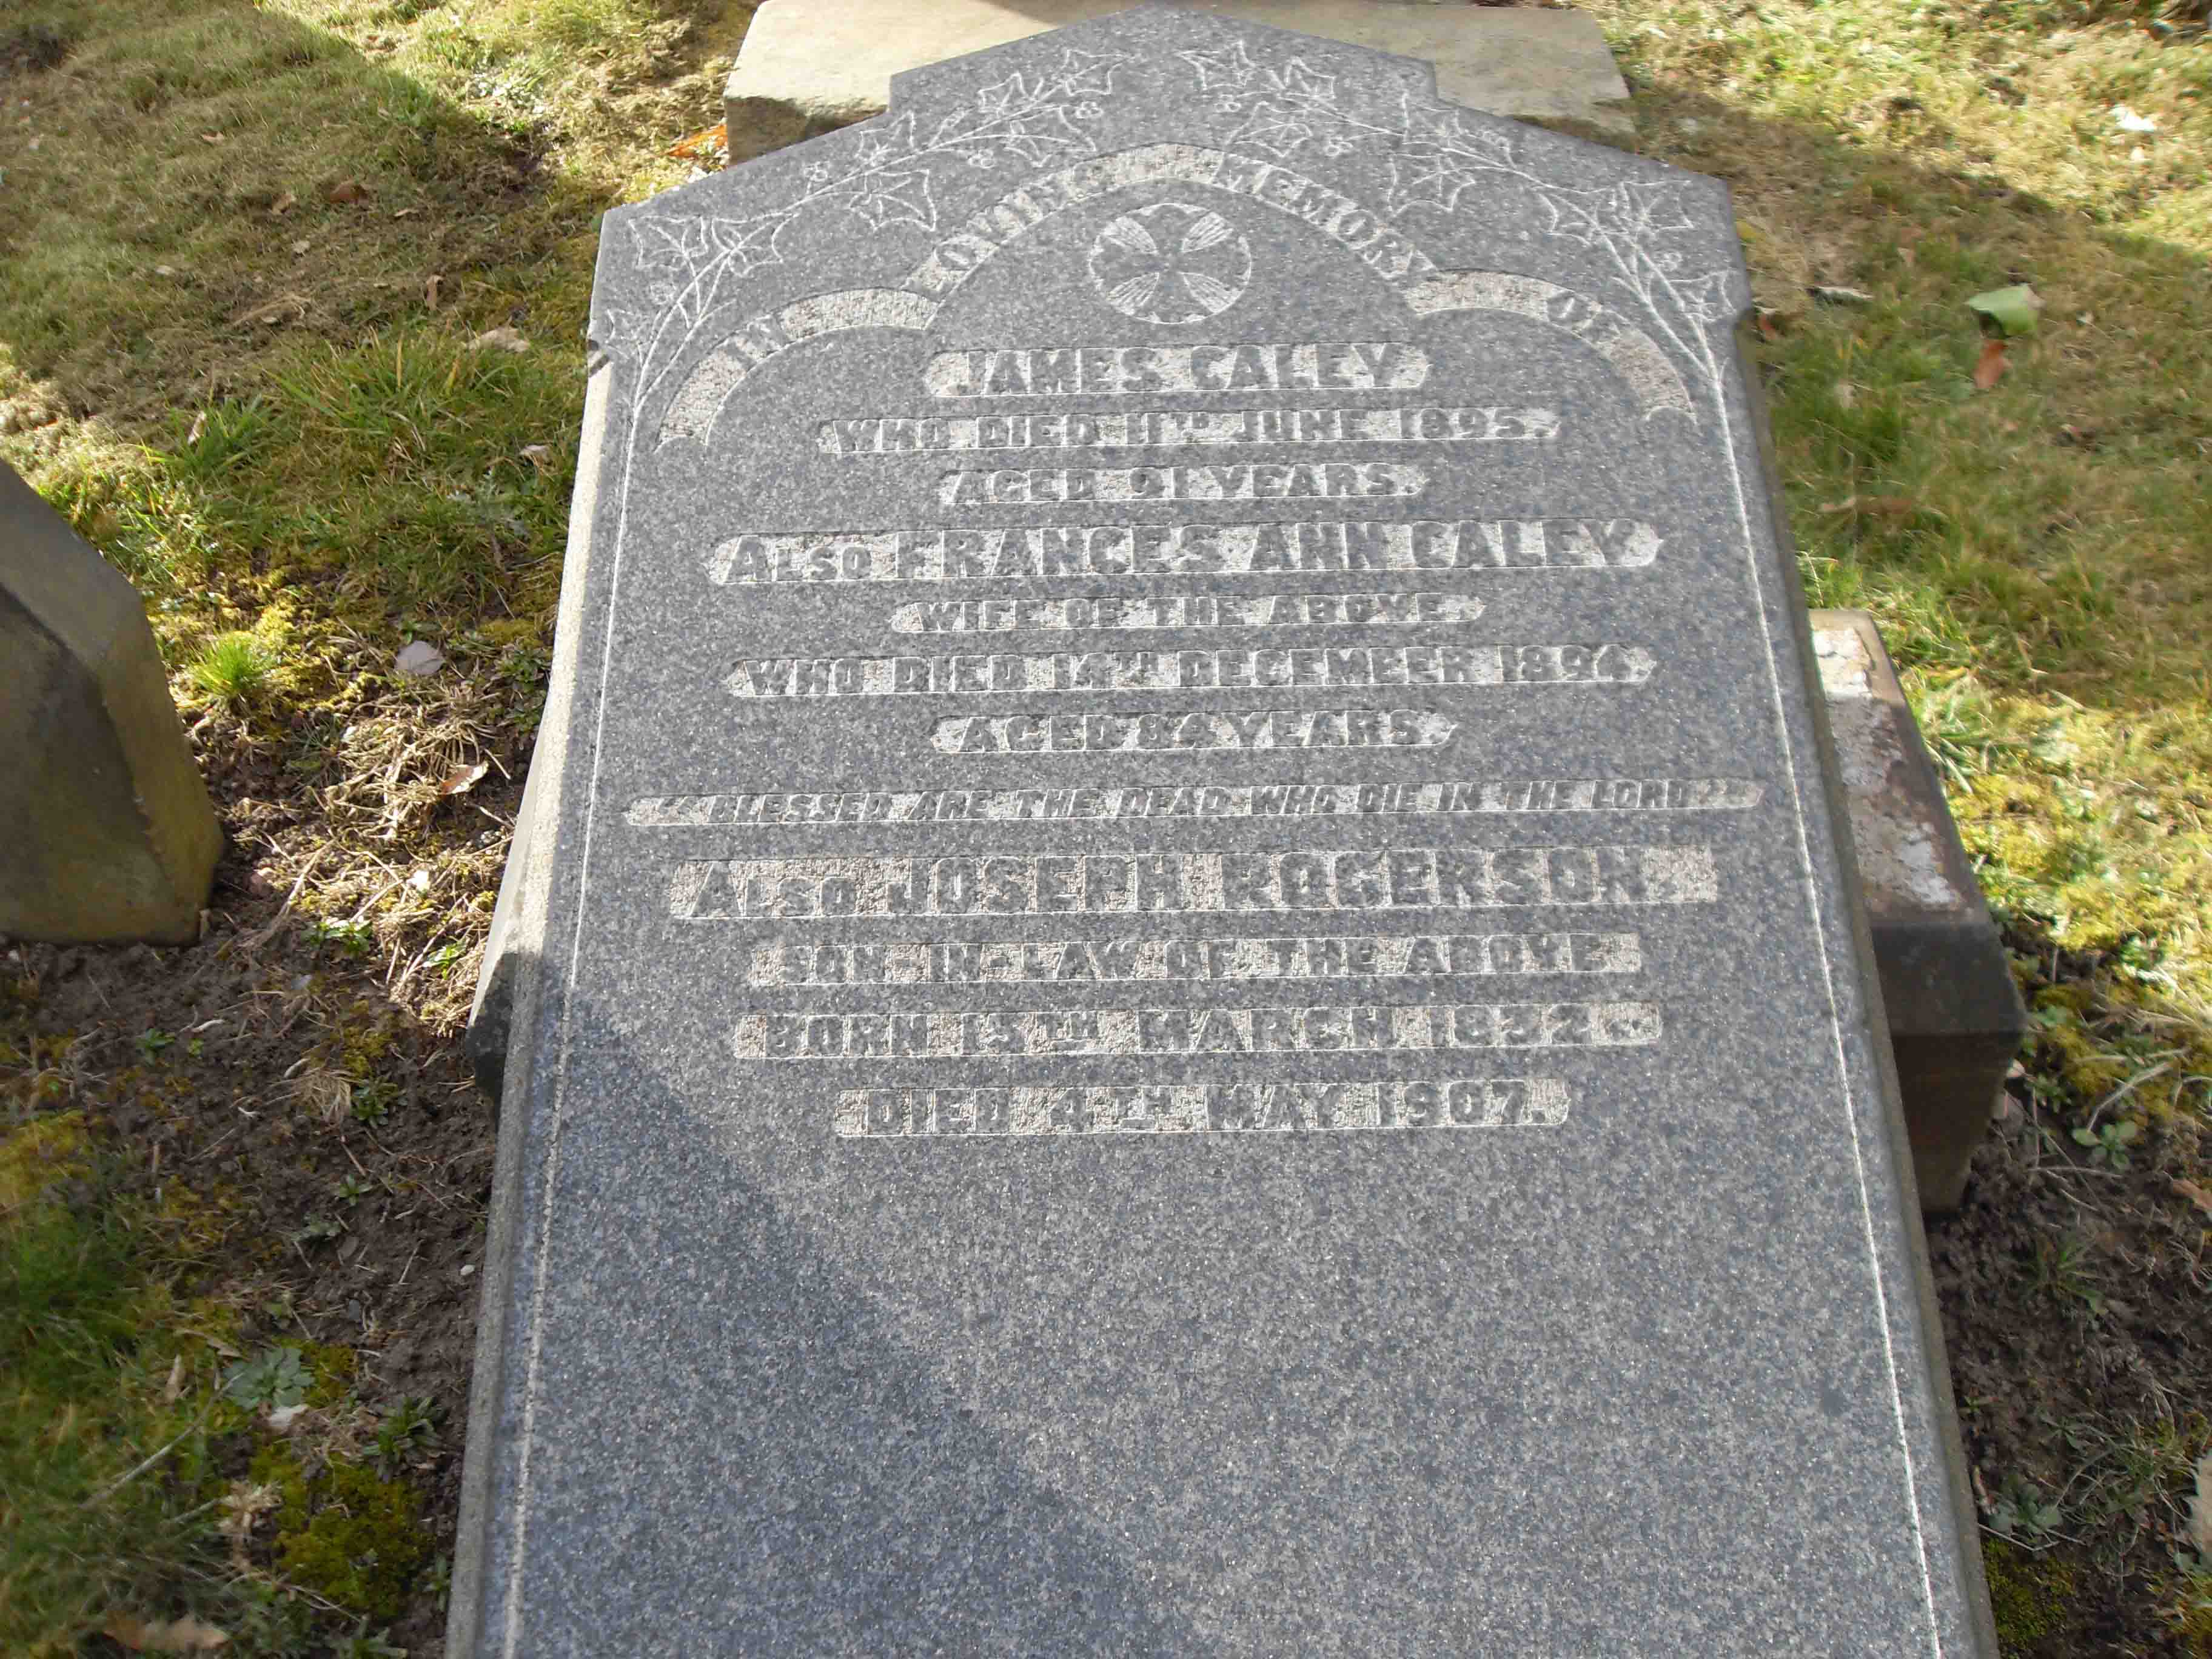 IN LOVING MEMORY OF
JAMES CALEY
WHO DIED 11TH JUNE 1895.
AGED 91 YEARS.
ALSO FRANCES ANN CALEY
WIFE OF THE ABOVE.
WHO DIED 14TH DECEMBER 1894.
AGED 84 YEARS.
"BLESSED ARE THE DEAD WHO DIE IN THE LORD"
ALSO JOSEPH ROGERSON,
SON-IN-LAW OF THE ABOVE
BORN 15TH MARCH 1832
DIED 4TH MAY 1907.